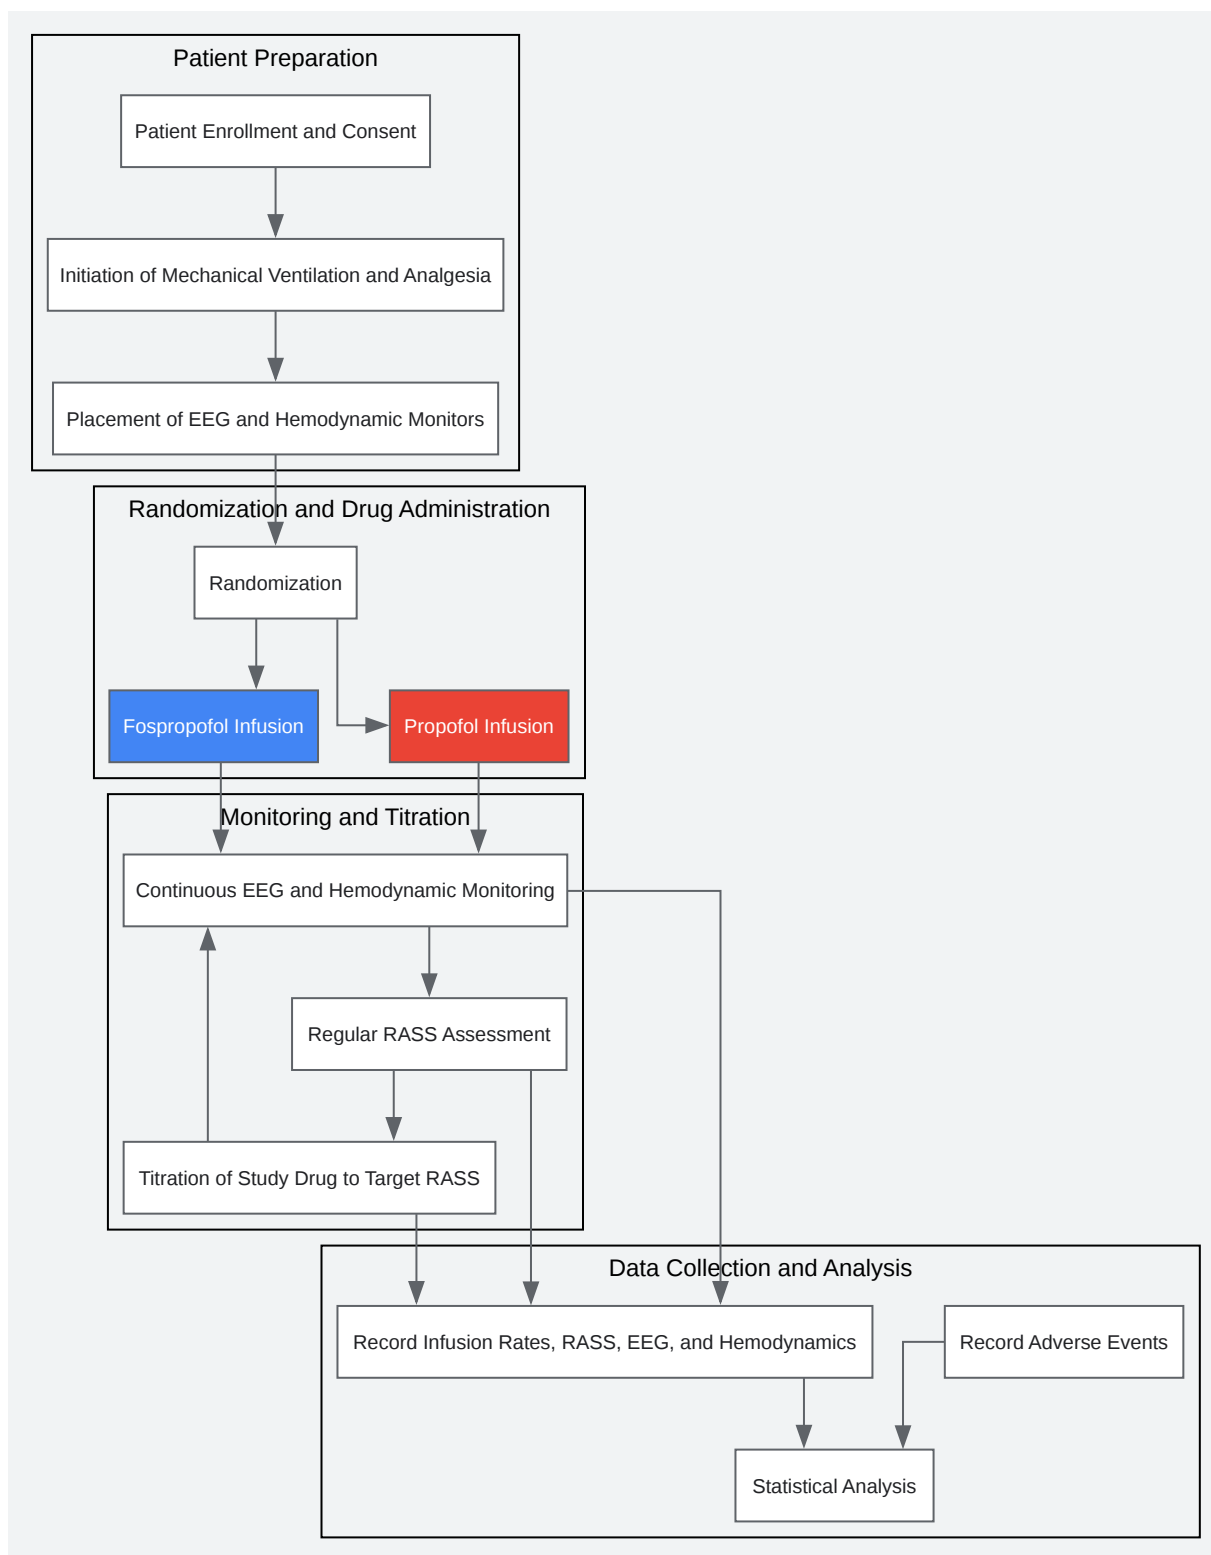 Patient Preparation
Patient Enrollment and Consent
Initiation of Mechanical Ventilation and Analgesia
Placement of EEG and Hemodynamic Monitors
Randomization and Drug Administration
Randomization
Fospropofol Infusion
Propofol Infusion
Monitoring and Titration
Continuous EEG and Hemodynamic Monitoring
Regular RASS Assessment
Titration of Study Drug to Target RASS
Data Collection and Analysis
Record Infusion Rates, RASS, EEG, and Hemodynamics
Record Adverse Events
Statistical Analysis